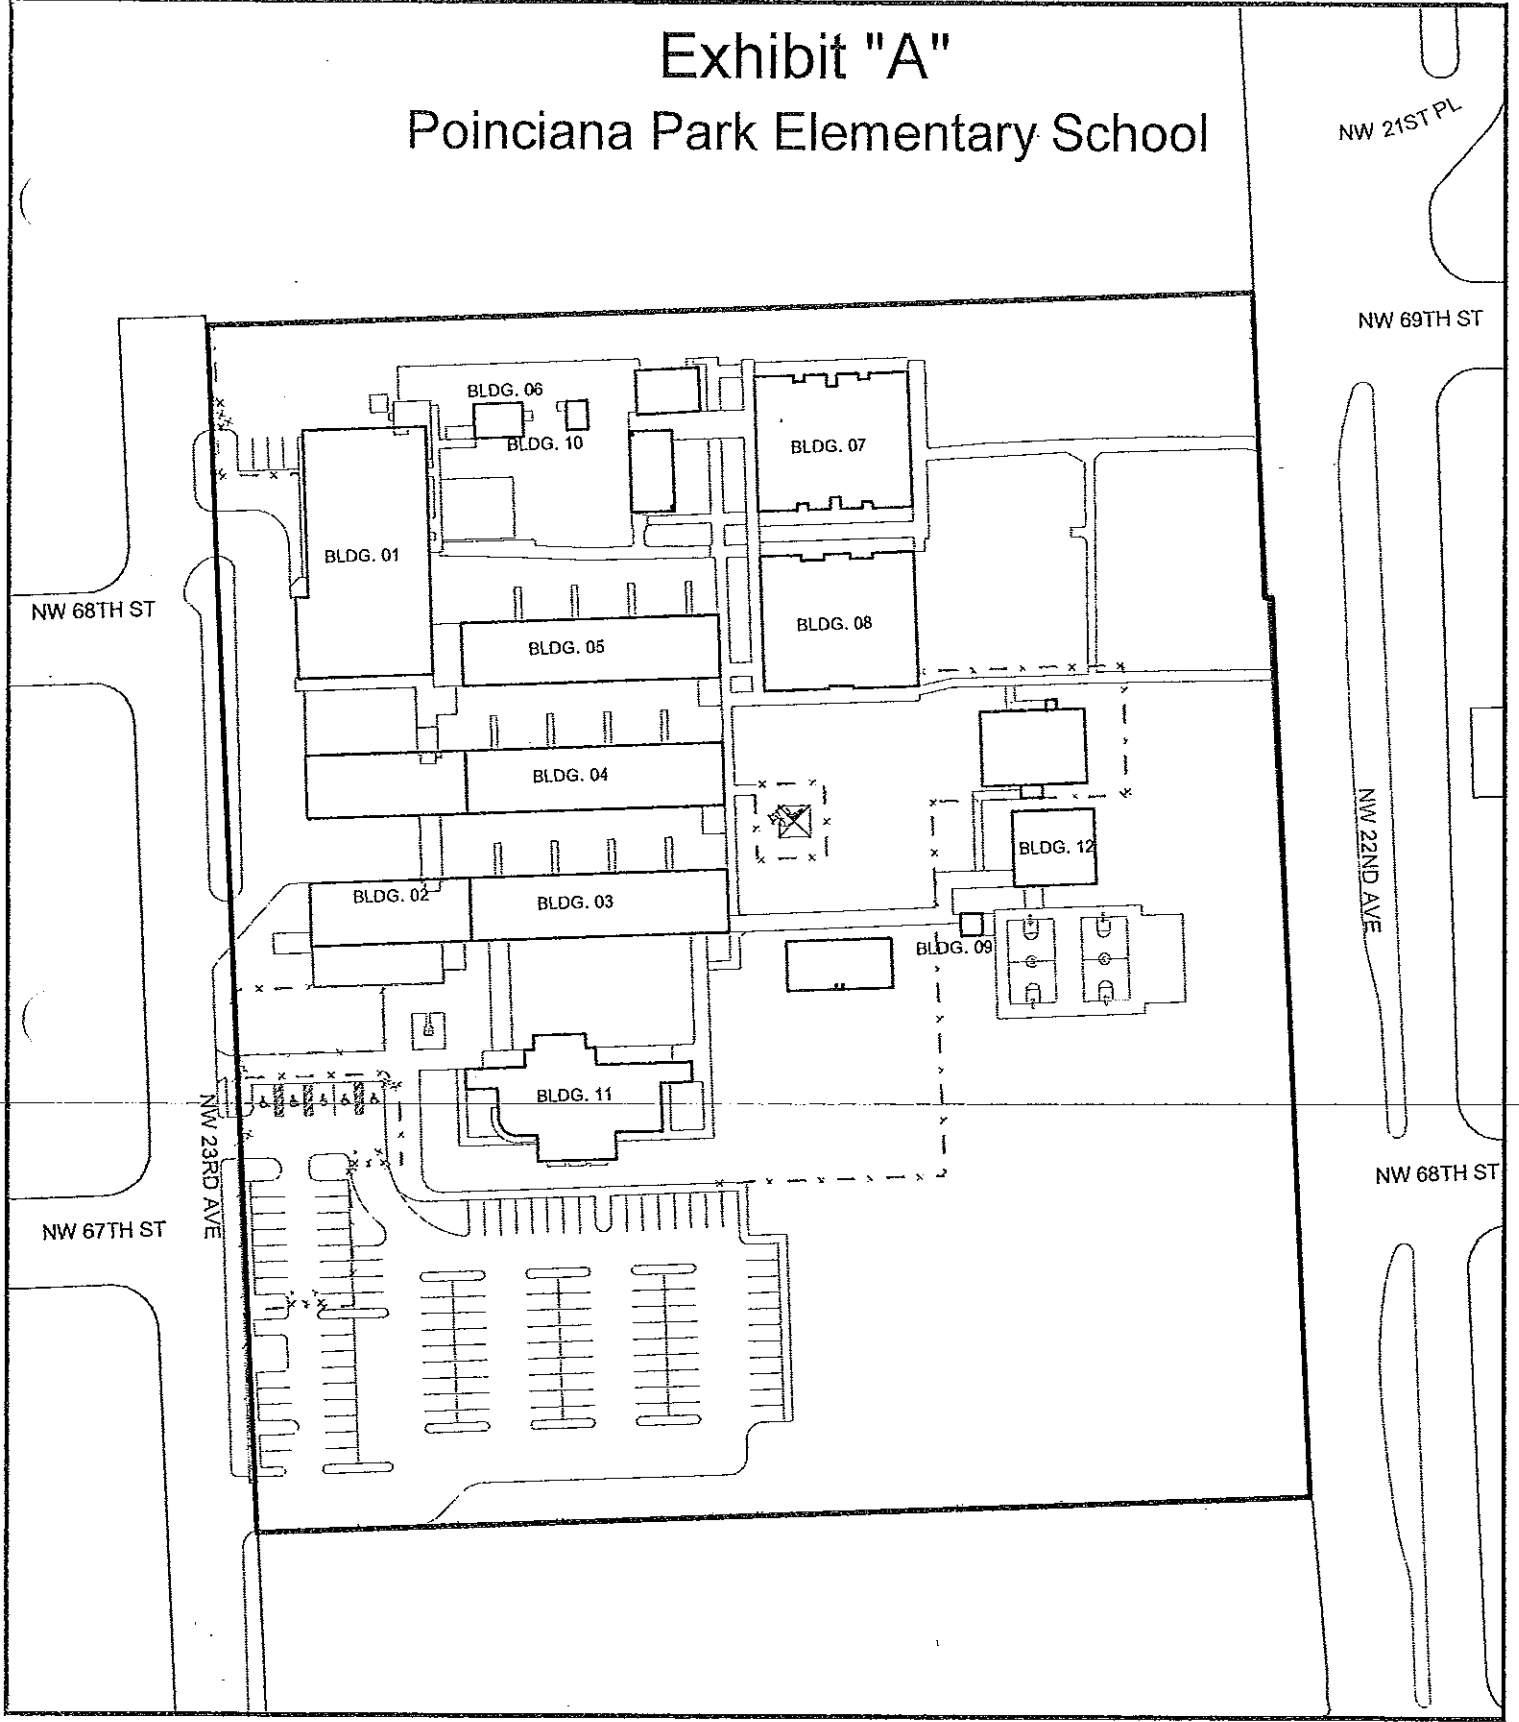 Exhibit "A"
Poinciana Park Elementary School
NW 21ST PL
NW 69TH ST
BLDG. 06
BLDG. 10
BLDG. 07
BLDG. 01
NW 68TH ST
BLDG. 08
BLDG. 05
BLDG. 04
NW 22ND AVE
BLDG. 12
BLDG. 02
BLDG. 03
BLDG. 09
BLDG. 11
NW 23RD AVE
NW 68TH ST
NW 67TH ST